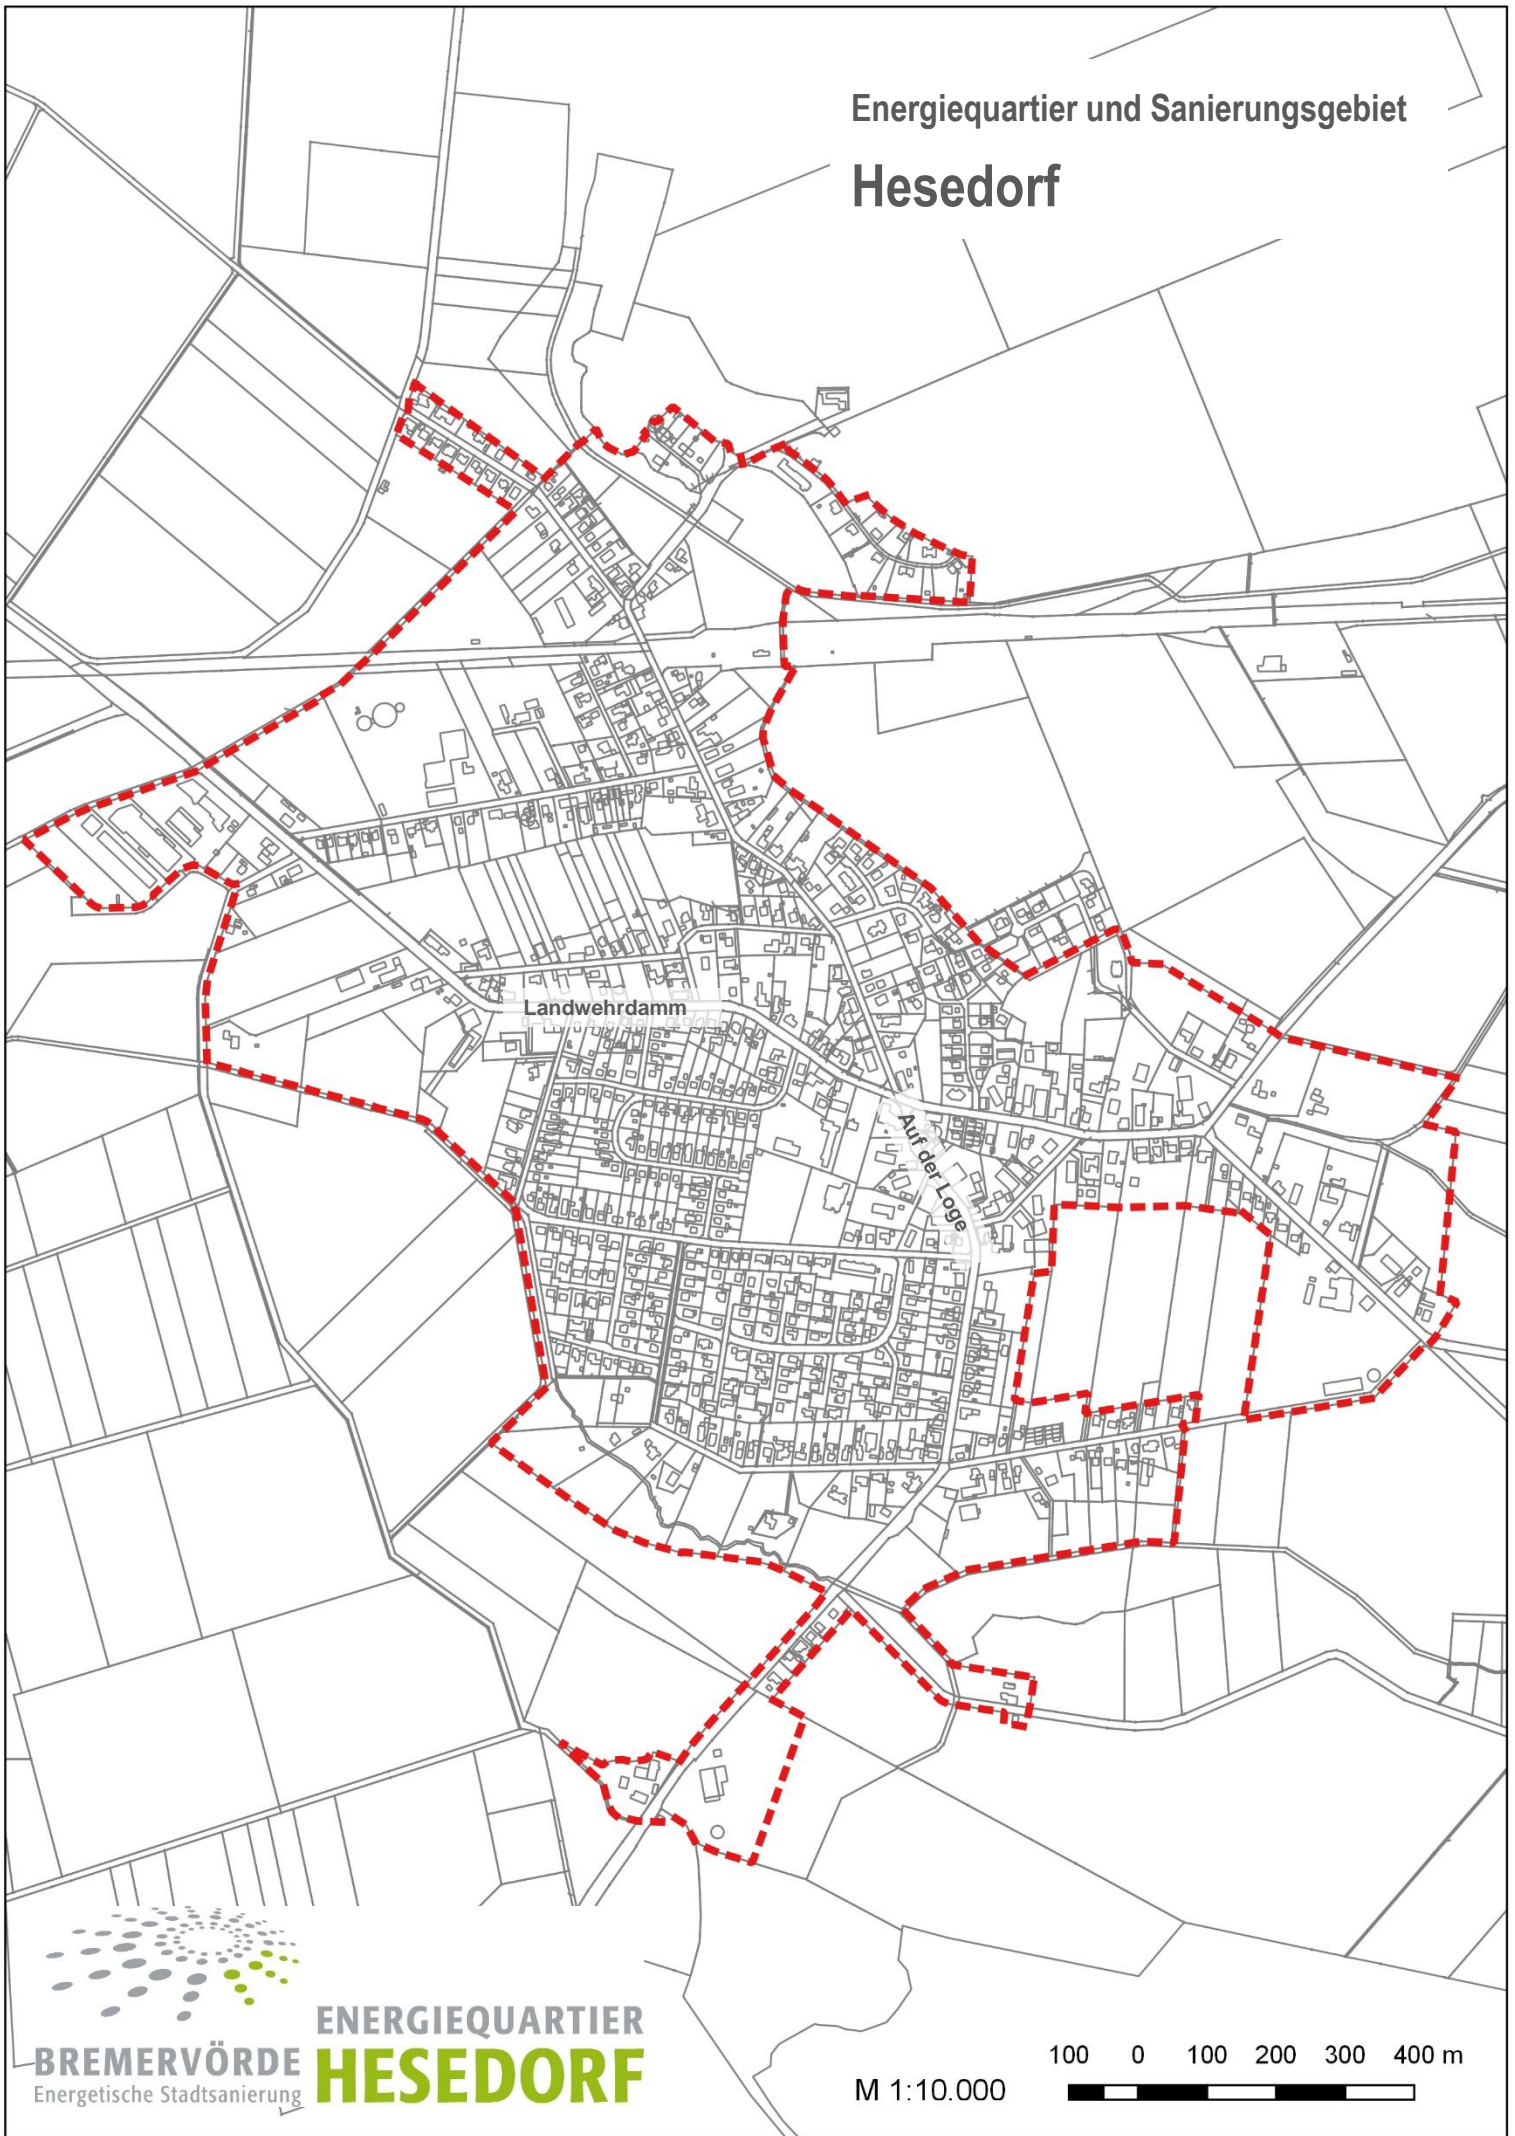 Energiequartier und Sanierungsgebiet
Hesedorf
Landwehrdamm
Auf der Loge
BREMERVÖRDE
Energetische Stadtsanierung
ENERGIEQUARTIER
HESEDORF
M 1:10.000
100 0 100 200 300 400 m